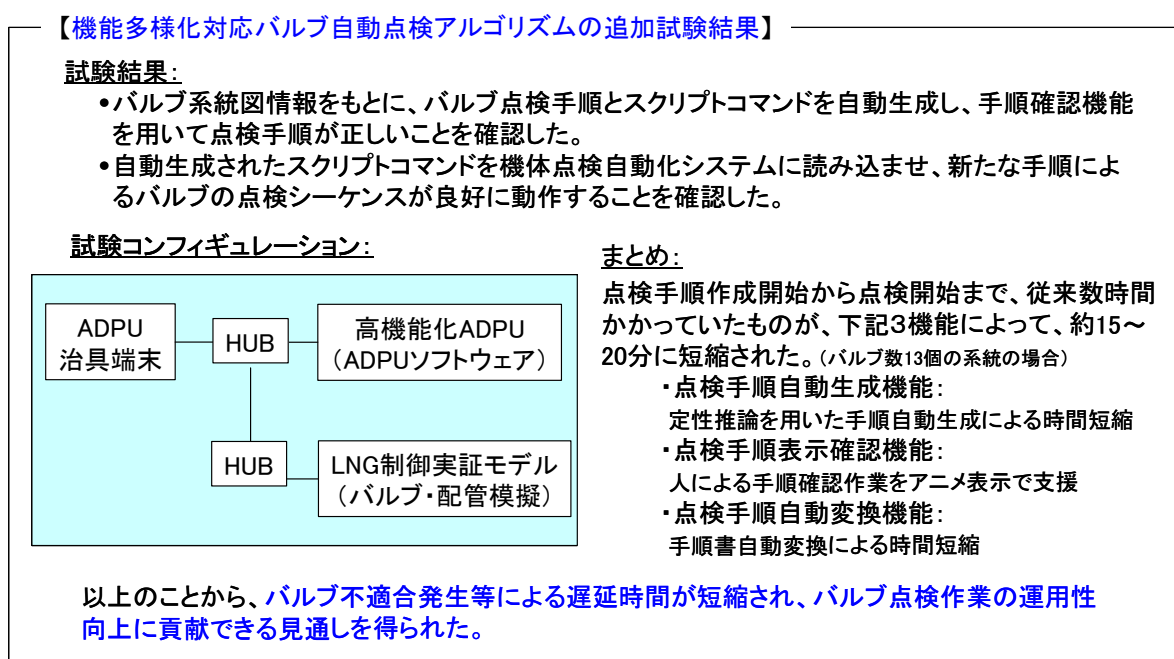 【機能多様化対応バルブ自動点検アルゴリズムの追加試験結果】
試験結果：
•バルブ系統図情報をもとに、バルブ点検手順とスクリプトコマンドを自動生成し、手順確認機能
を用いて点検手順が正しいことを確認した。
•自動生成されたスクリプトコマンドを機体点検自動化システムに読み込ませ、新たな手順によ
るバルブの点検シーケンスが良好に動作することを確認した。
試験コンフィギュレーション：
ADPU
治具端末
HUB
高機能化ADPU
（ADPUソフトウェア）
HUB
LNG制御実証モデル
（バルブ・配管模擬）
まとめ：
点検手順作成開始から点検開始まで、従来数時間
かかっていたものが、下記３機能によって、約15～
20分に短縮された。（バルブ数13個の系統の場合）
・点検手順自動生成機能：
定性推論を用いた手順自動生成による時間短縮
・点検手順表示確認機能：
人による手順確認作業をアニメ表示で支援
・点検手順自動変換機能：
手順書自動変換による時間短縮
以上のことから、バルブ不適合発生等による遅延時間が短縮され、バルブ点検作業の運用性
向上に貢献できる見通しを得られた。